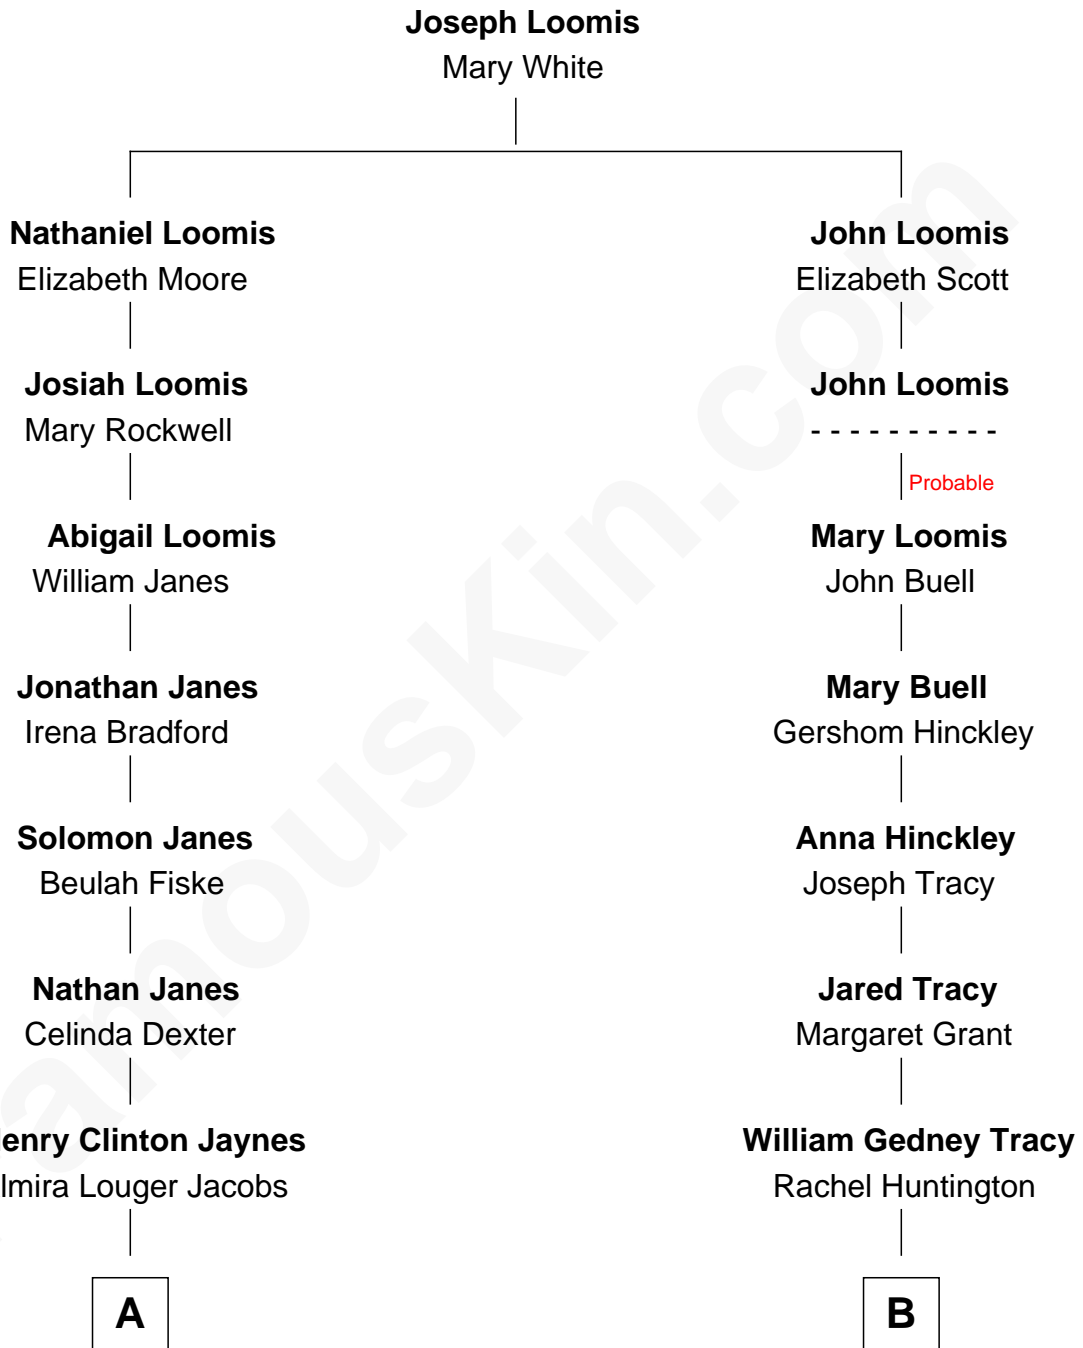 Joseph Loomis
Mary White
Nathaniel Loomis
John Loomis
Elizabeth Moore
Elizabeth Scott
Josiah Loomis
John Loomis
Mary Rockwell
- - - - - - - - - -
Probable
Abigail Loomis
Mary Loomis
William Janes
John Buell
Jonathan Janes
Mary Buell
Irena Bradford
Gershom Hinckley
Solomon Janes
Anna Hinckley
Beulah Fiske
Joseph Tracy
Nathan Janes
Jared Tracy
Celinda Dexter
Margaret Grant
enry Clinton Jaynes
William Gedney Tracy
lmira Louger Jacobs
Rachel Huntington
A
B
amouskin.com